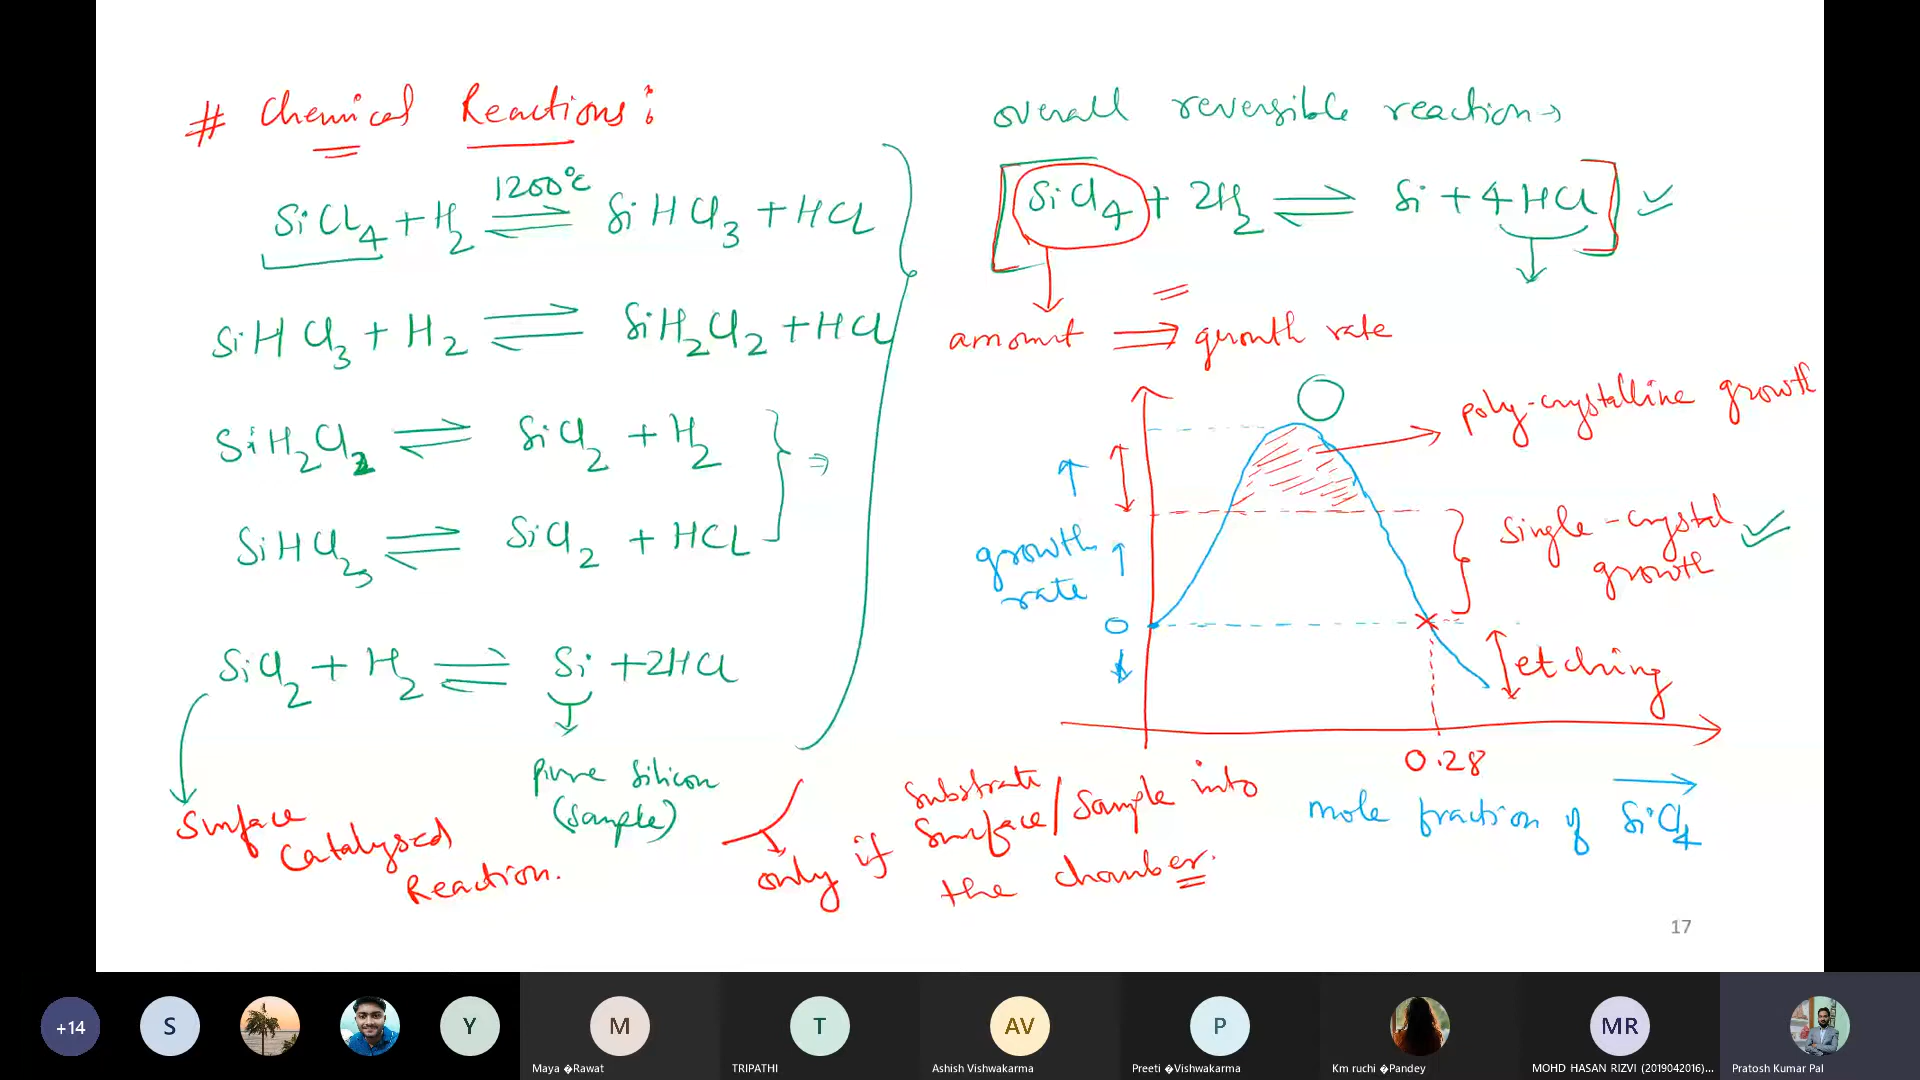 # Chemical Reactions:
SiCl4 + H2 ⇌ 1200°C SiHCl3 + HCl
SiHCl3 + H2 ⇌ SiH2Cl2 + HCl
SiH2Cl2 ⇌ SiCl2 + H2
⇒
SiHCl3 ⇌ SiCl2 + HCl
SiCl2 + H2 ⇌ Si + 2HCl
Pure Silicon
(Sample)
Surface
Catalysed
Reaction.
only if
Substrate
Surface/Sample into
the chamber.
overall reversible reaction →
[SiCl4 + 2H2 ⇌ Si + 4HCl]
amount ⇒ growth rate
poly-crystalline growth
Single-crystal
growth
growth
rate
0
etching
0.28
mole fraction of SiCl4
17
+14
S
Y
M
T
AV
P
MR
Maya �Rawat
TRIPATHI
Ashish Vishwakarma
Preeti �Vishwakarma
Km ruchi �Pandey
MOHD HASAN RIZVI (2019042016)...
Pratosh Kumar Pal